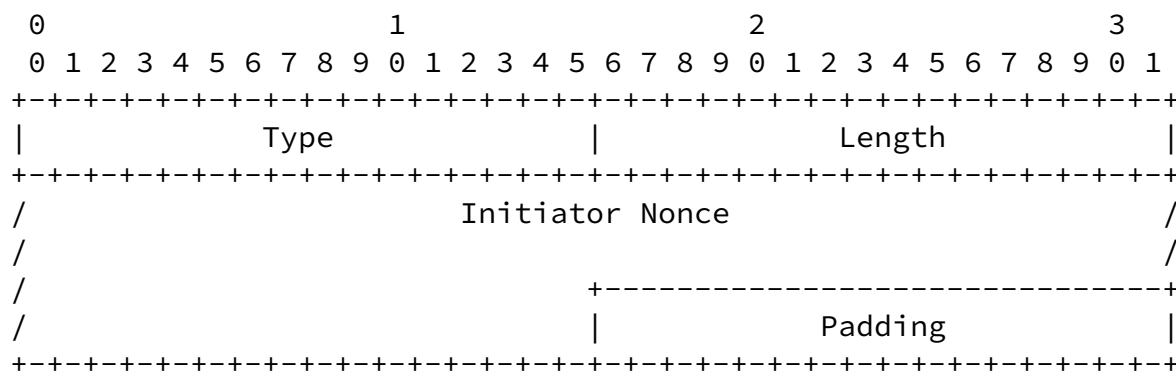 0                   1                   2                   3
 0 1 2 3 4 5 6 7 8 9 0 1 2 3 4 5 6 7 8 9 0 1 2 3 4 5 6 7 8 9 0 1
+-+-+-+-+-+-+-+-+-+-+-+-+-+-+-+-+-+-+-+-+-+-+-+-+-+-+-+-+-+-+-+-+
|             Type              |             Length            |
+-+-+-+-+-+-+-+-+-+-+-+-+-+-+-+-+-+-+-+-+-+-+-+-+-+-+-+-+-+-+-+-+
/                        Initiator Nonce                        /
/                                                               /
/                               +-------------------------------+
/                               |            Padding            |
+-+-+-+-+-+-+-+-+-+-+-+-+-+-+-+-+-+-+-+-+-+-+-+-+-+-+-+-+-+-+-+-+